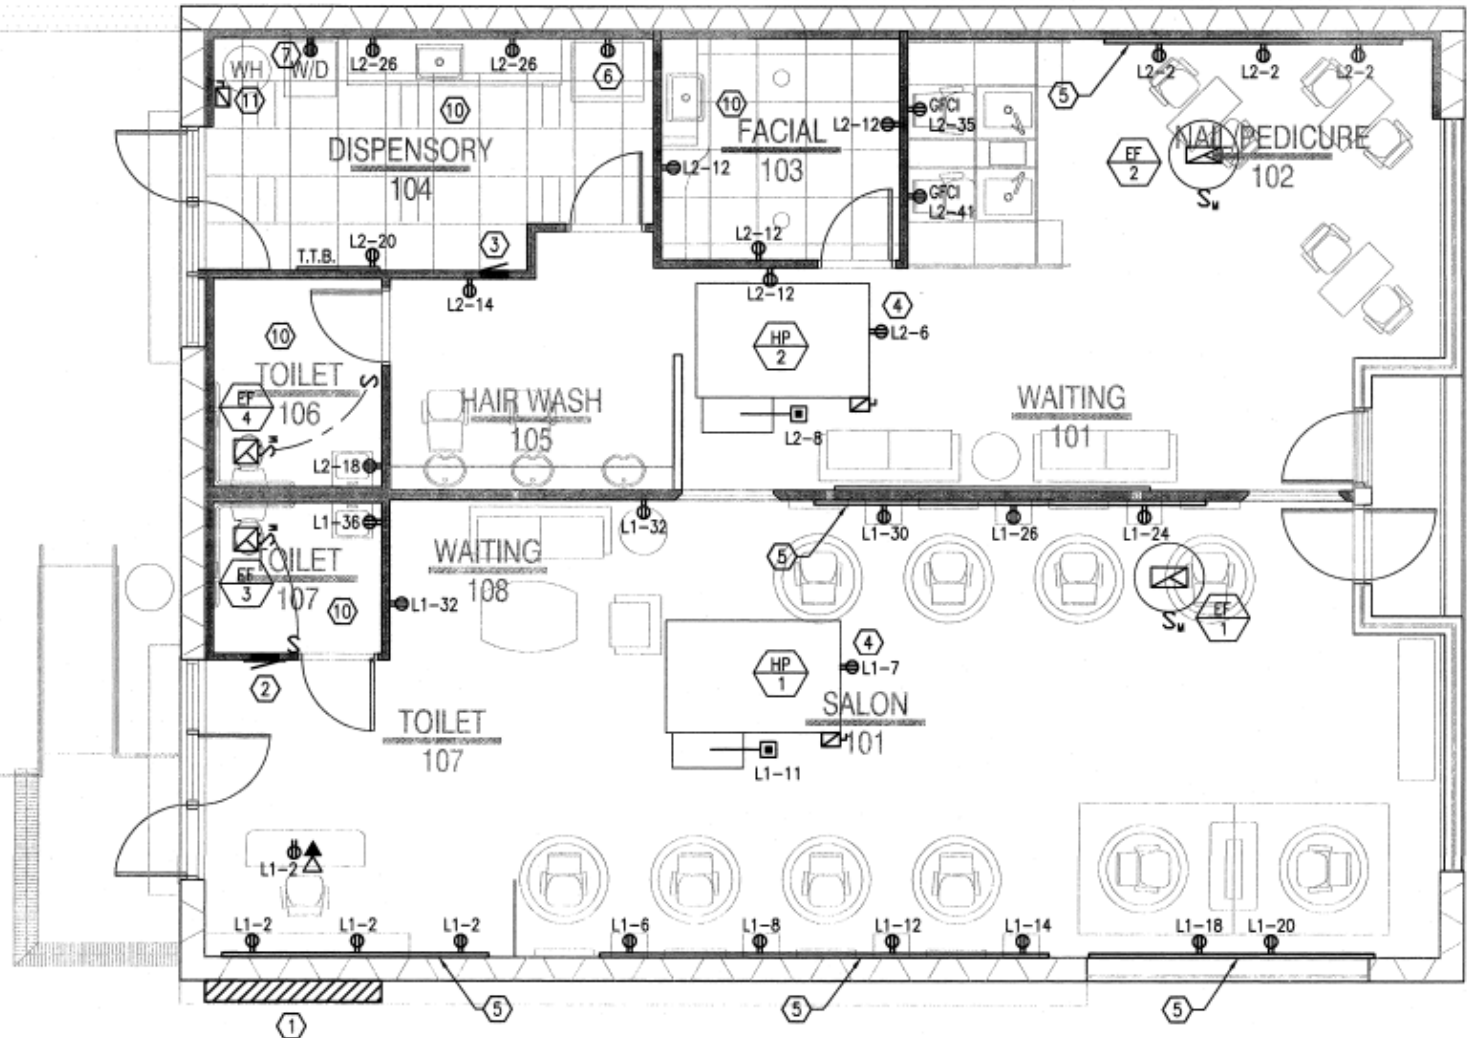 7
L2-26
L2-26
6
L2-2
L2-2
L2-2
WH
W/D
11
10
10
5
GFCI
L2-35
L2-12
FACIAL
103
NAIL/PEDICURE
102
EF
2
DISPENSORY
104
L2-12
GFCI
L2-41
S M
L2-20
T.T.B.
3
L2-12
L2-14
L2-12
4
L2-6
HP
2
10
TOILET
106
S
EF
4
HAIR WASH
105
WAITING
101
L2-8
S M
L2-18
L1-36
L1-32
L1-30
L1-26
L1-24
5
WAITING
108
S M
TOILET
107
EF
3
10
L1-32
EF
1
S M
S
2
4
L1-7
HP
1
SALON
101
TOILET
107
L1-11
L1-2
L1-2
L1-2
L1-2
L1-6
L1-8
L1-12
L1-14
L1-18
L1-20
5
5
5
1